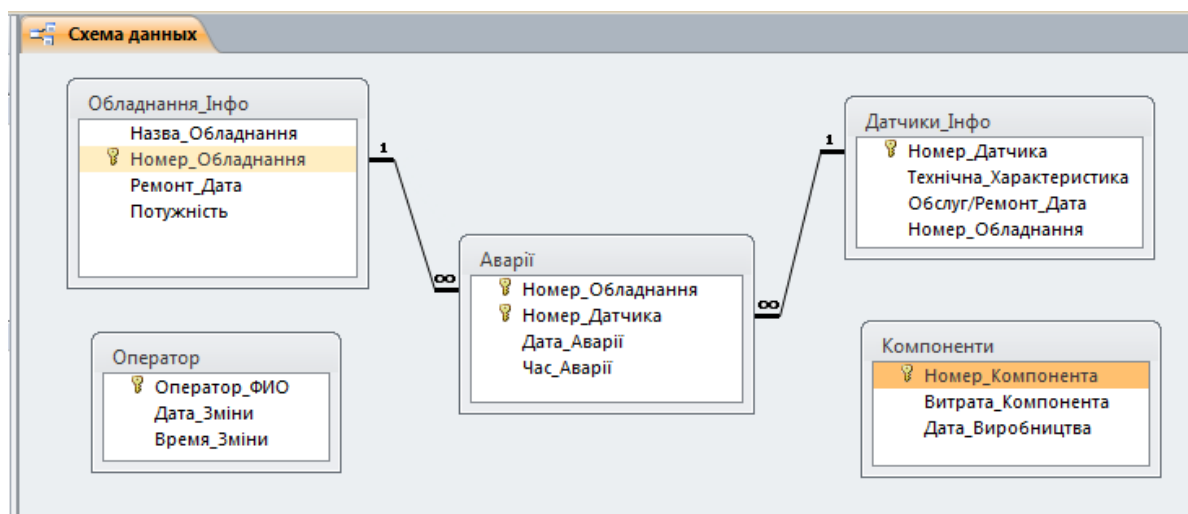 Схема данных
Обладнання_Інфо
Назва_Обладнання
Номер_Обладнання
Ремонт_Дата
Потужність
1
∞
Датчики_Інфо
Номер_Датчика
Технічна_Характеристика
Обслуг/Ремонт_Дата
Номер_Обладнання
1
∞
Аварії
Номер_Обладнання
Номер_Датчика
Дата_Аварії
Час_Аварії
Оператор
Оператор_ФИО
Дата_Зміни
Время_Зміни
Компоненти
Номер_Компонента
Витрата_Компонента
Дата_Виробництва